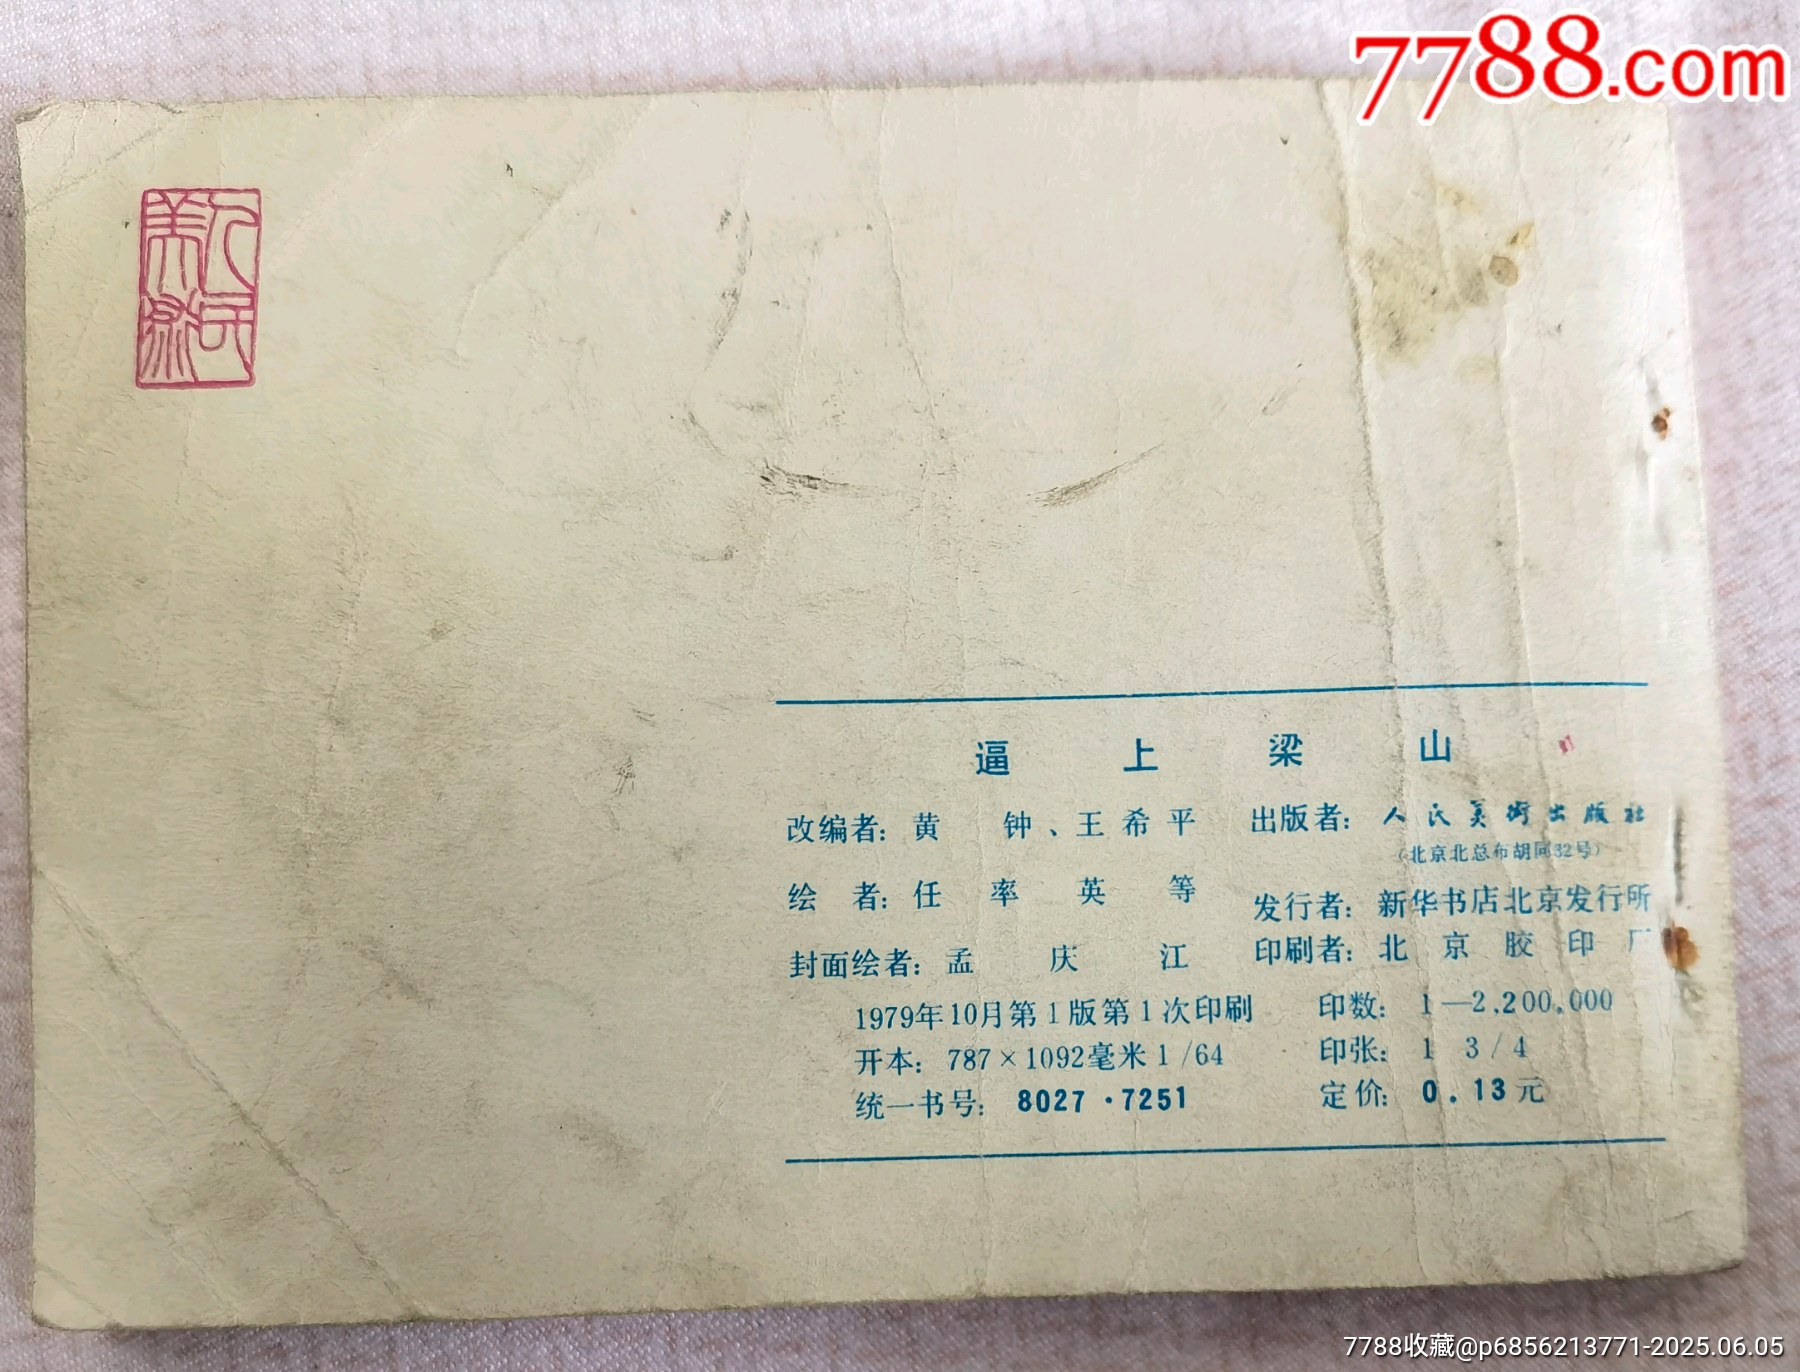 7788.com
人民美術
逼上梁山
改编者：黄钟、王希平
绘者：任率英等
封面绘者：孟庆江
出版者：人民美術出版社
（北京北总布胡同32号）
发行者：新华书店北京发行所
印刷者：北京胶印厂
1979年10月第1版第1次印刷
印数：1—2,200,000
开本：787×1092毫米1/64
印张：1 3/4
统一书号：8027·7251
定价：0.13元
7788收藏@p6856213771-2025.06.05